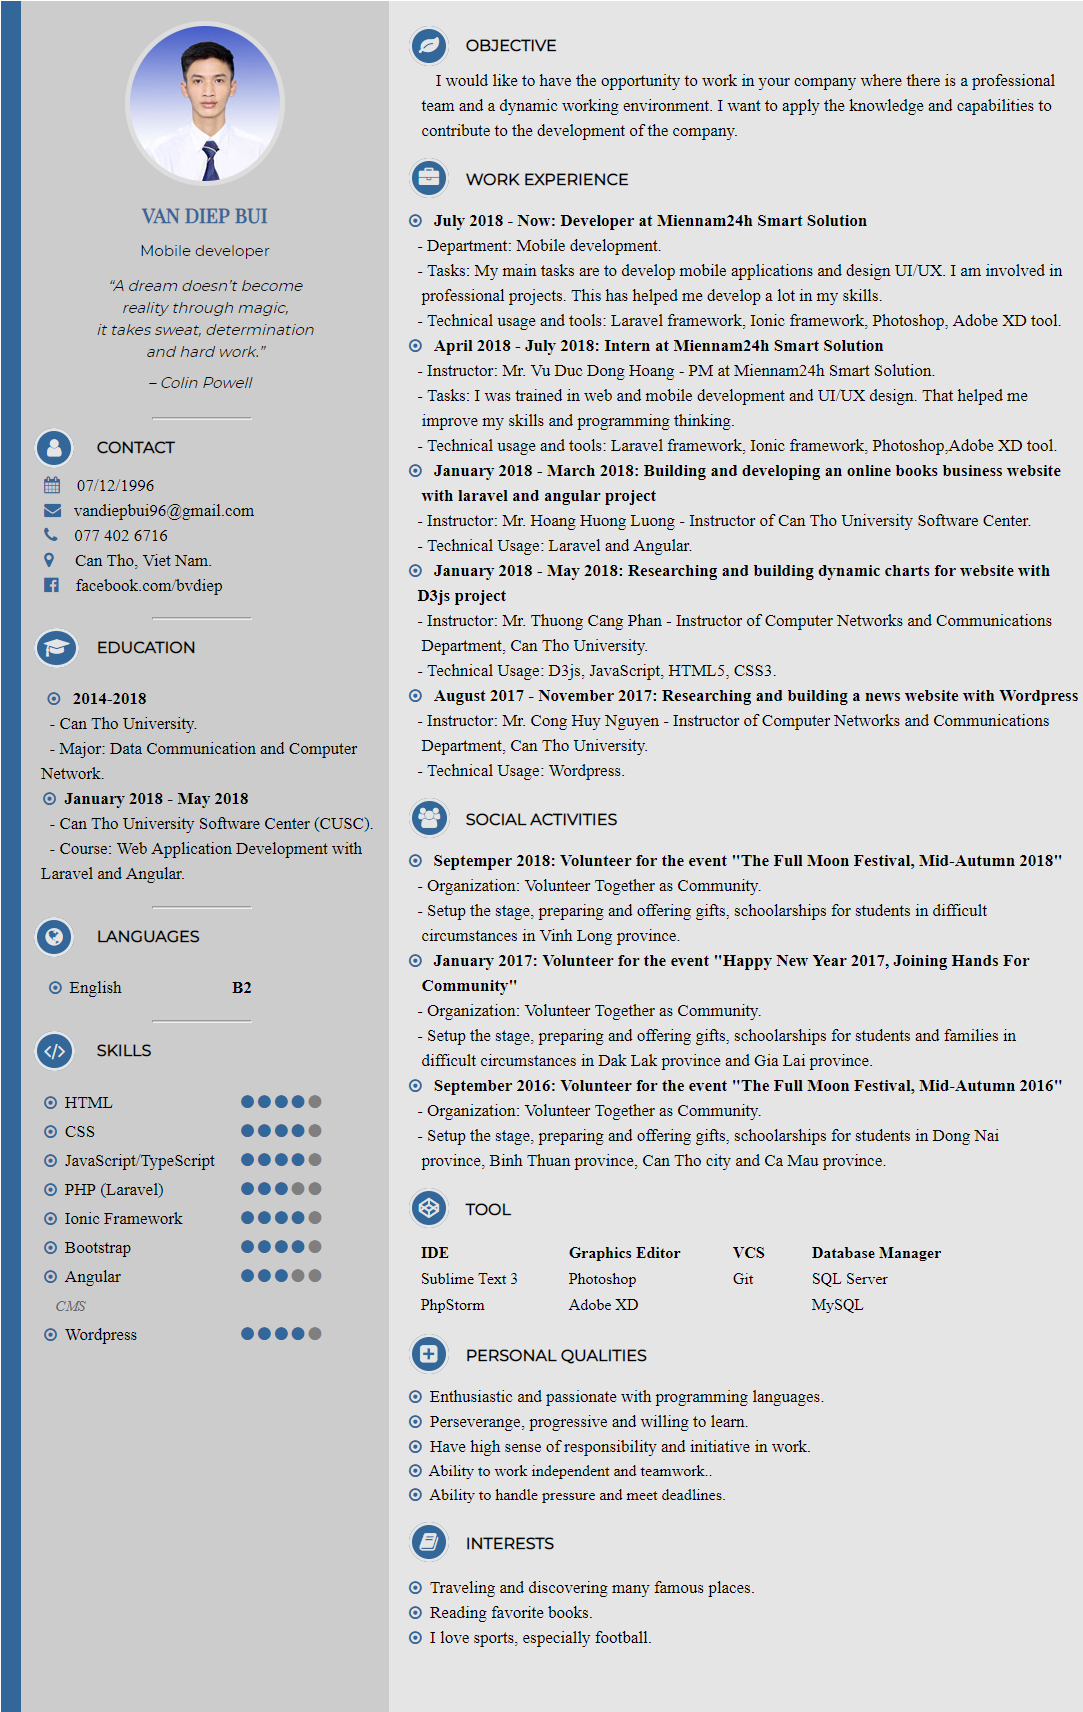 VAN DIEP BUI
Mobile developer
“A dream doesn’t become
reality through magic,
it takes sweat, determination
and hard work.”
– Colin Powell
CONTACT
07/12/1996
vandiepbui96@gmail.com
077 402 6716
Can Tho, Viet Nam.
facebook.com/bvdiep
EDUCATION
2014-2018
- Can Tho University.
- Major: Data Communication and Computer
Network.
January 2018 - May 2018
- Can Tho University Software Center (CUSC).
- Course: Web Application Development with
Laravel and Angular.
LANGUAGES
English B2
SKILLS
HTML
CSS
JavaScript/TypeScript
PHP (Laravel)
Ionic Framework
Bootstrap
Angular
CMS
Wordpress
OBJECTIVE
I would like to have the opportunity to work in your company where there is a professional
team and a dynamic working environment. I want to apply the knowledge and capabilities to
contribute to the development of the company.
WORK EXPERIENCE
July 2018 - Now: Developer at Miennam24h Smart Solution
- Department: Mobile development.
- Tasks: My main tasks are to develop mobile applications and design UI/UX. I am involved in
professional projects. This has helped me develop a lot in my skills.
- Technical usage and tools: Laravel framework, Ionic framework, Photoshop, Adobe XD tool.
April 2018 - July 2018: Intern at Miennam24h Smart Solution
- Instructor: Mr. Vu Duc Dong Hoang - PM at Miennam24h Smart Solution.
- Tasks: I was trained in web and mobile development and UI/UX design. That helped me
improve my skills and programming thinking.
- Technical usage and tools: Laravel framework, Ionic framework, Photoshop,Adobe XD tool.
January 2018 - March 2018: Building and developing an online books business website
with laravel and angular project
- Instructor: Mr. Hoang Huong Luong - Instructor of Can Tho University Software Center.
- Technical Usage: Laravel and Angular.
January 2018 - May 2018: Researching and building dynamic charts for website with
D3js project
- Instructor: Mr. Thuong Cang Phan - Instructor of Computer Networks and Communications
Department, Can Tho University.
- Technical Usage: D3js, JavaScript, HTML5, CSS3.
August 2017 - November 2017: Researching and building a news website with Wordpress
- Instructor: Mr. Cong Huy Nguyen - Instructor of Computer Networks and Communications
Department, Can Tho University.
- Technical Usage: Wordpress.
SOCIAL ACTIVITIES
Septemper 2018: Volunteer for the event "The Full Moon Festival, Mid-Autumn 2018"
- Organization: Volunteer Together as Community.
- Setup the stage, preparing and offering gifts, schoolarships for students in difficult
circumstances in Vinh Long province.
January 2017: Volunteer for the event "Happy New Year 2017, Joining Hands For
Community"
- Organization: Volunteer Together as Community.
- Setup the stage, preparing and offering gifts, schoolarships for students and families in
difficult circumstances in Dak Lak province and Gia Lai province.
September 2016: Volunteer for the event "The Full Moon Festival, Mid-Autumn 2016"
- Organization: Volunteer Together as Community.
- Setup the stage, preparing and offering gifts, schoolarships for students in Dong Nai
province, Binh Thuan province, Can Tho city and Ca Mau province.
TOOL
IDE Graphics Editor VCS Database Manager
Sublime Text 3 Photoshop Git SQL Server
PhpStorm Adobe XD MySQL
PERSONAL QUALITIES
Enthusiastic and passionate with programming languages.
Perseverange, progressive and willing to learn.
Have high sense of responsibility and initiative in work.
Ability to work independent and teamwork..
Ability to handle pressure and meet deadlines.
INTERESTS
Traveling and discovering many famous places.
Reading favorite books.
I love sports, especially football.